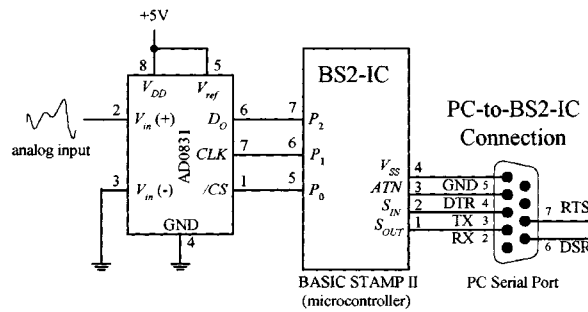 +5V
8
5
V_DD
V_ref
2
V_in (+)
analog input
3
V_in (-)
AD0831
D_O
6
CLK
7
/CS
1
GND
4
BS2-IC
7
P_2
6
P_1
5
P_0
V_SS
4
ATN
3
S_IN
2
S_OUT
1
BASIC STAMP II
(microcontroller)
PC-to-BS2-IC
Connection
GND 5
DTR 4
TX 3
RX 2
7 RTS
6 DSR
PC Serial Port